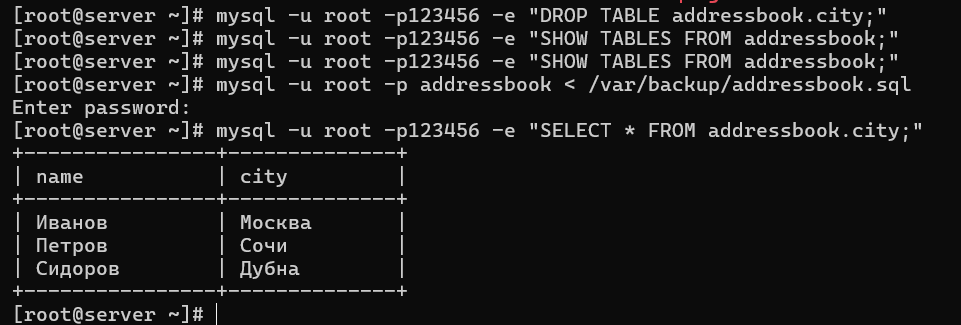 [root@server ~]# mysql -u root -p123456 -e "DROP TABLE addressbook.city;"
[root@server ~]# mysql -u root -p123456 -e "SHOW TABLES FROM addressbook;"
[root@server ~]# mysql -u root -p123456 -e "SHOW TABLES FROM addressbook;"
[root@server ~]# mysql -u root -p addressbook < /var/backup/addressbook.sql
Enter password:
[root@server ~]# mysql -u root -p123456 -e "SELECT * FROM addressbook.city;"
+----------------+--------------+
| name           | city         |
+----------------+--------------+
| Иванов         | Москва       |
| Петров         | Сочи         |
| Сидоров        | Дубна        |
+----------------+--------------+
[root@server ~]#